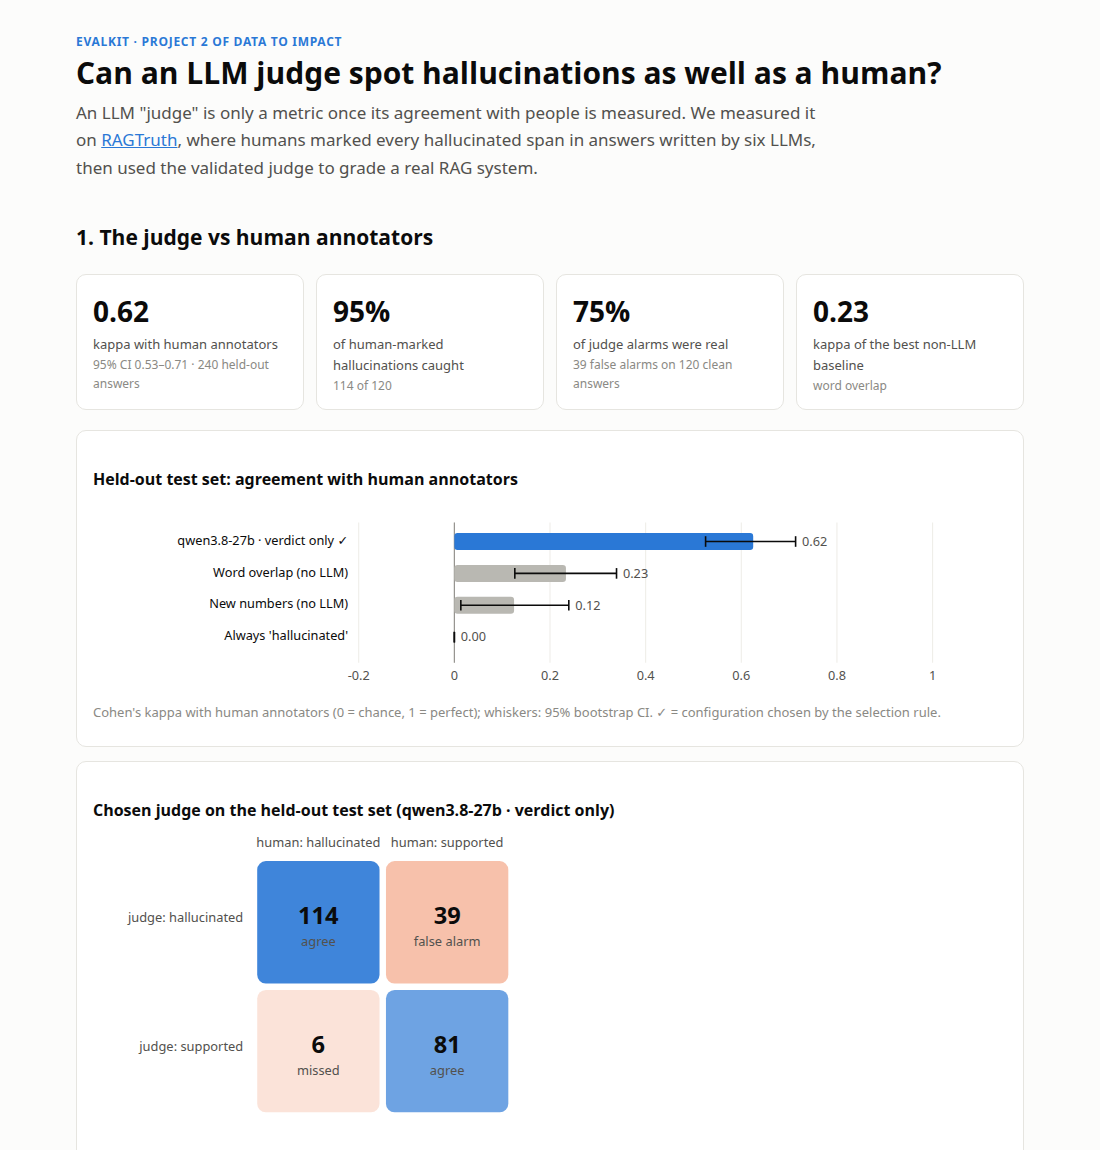 EVALKIT · PROJECT 2 OF DATA TO IMPACT
Can an LLM judge spot hallucinations as well as a human?
An LLM "judge" is only a metric once its agreement with people is measured. We measured it
on RAGTruth, where humans marked every hallucinated span in answers written by six LLMs,
then used the validated judge to grade a real RAG system.
1. The judge vs human annotators
0.62
kappa with human annotators
95% CI 0.53–0.71 · 240 held-out
answers
95%
of human-marked
hallucinations caught
114 of 120
75%
of judge alarms were real
39 false alarms on 120 clean
answers
0.23
kappa of the best non-LLM
baseline
word overlap
Held-out test set: agreement with human annotators
qwen3.8-27b · verdict only ✓
0.62
Word overlap (no LLM)
0.23
New numbers (no LLM)
0.12
Always 'hallucinated'
0.00
-0.2 0 0.2 0.4 0.6 0.8 1
Cohen's kappa with human annotators (0 = chance, 1 = perfect); whiskers: 95% bootstrap CI. ✓ = configuration chosen by the selection rule.
Chosen judge on the held-out test set (qwen3.8-27b · verdict only)
human: hallucinated human: supported
judge: hallucinated
114
agree
39
false alarm
judge: supported
6
missed
81
agree